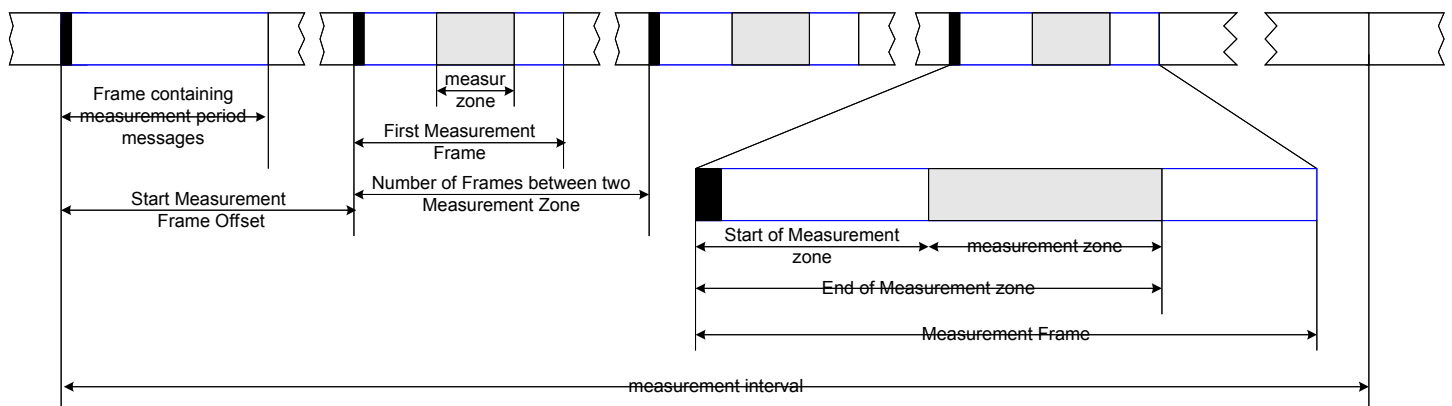 measur
zone
Frame containing
measurement period
messages
First Measurement
Frame
Number of Frames between two
Measurement Zone
Start Measurement
Frame Offset
Start of Measurement
zone
measurement zone
End of Measurement zone
Measurement Frame
measurement interval